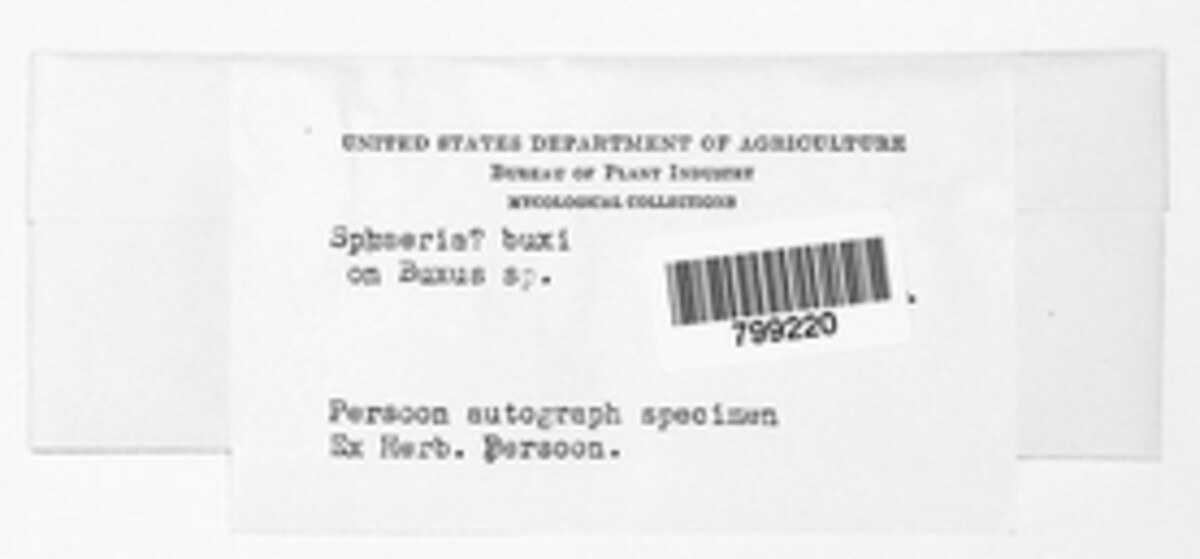 UNITED STATES DEPARTMENT OF AGRICULTURE
BUREAU OF PLANT INDUSTRY
MYCOLOGICAL COLLECTIONS
Sphaeria? buxi
on Buxus sp.
799220
Persoon autograph specimen
Ex Herb. Persoon.